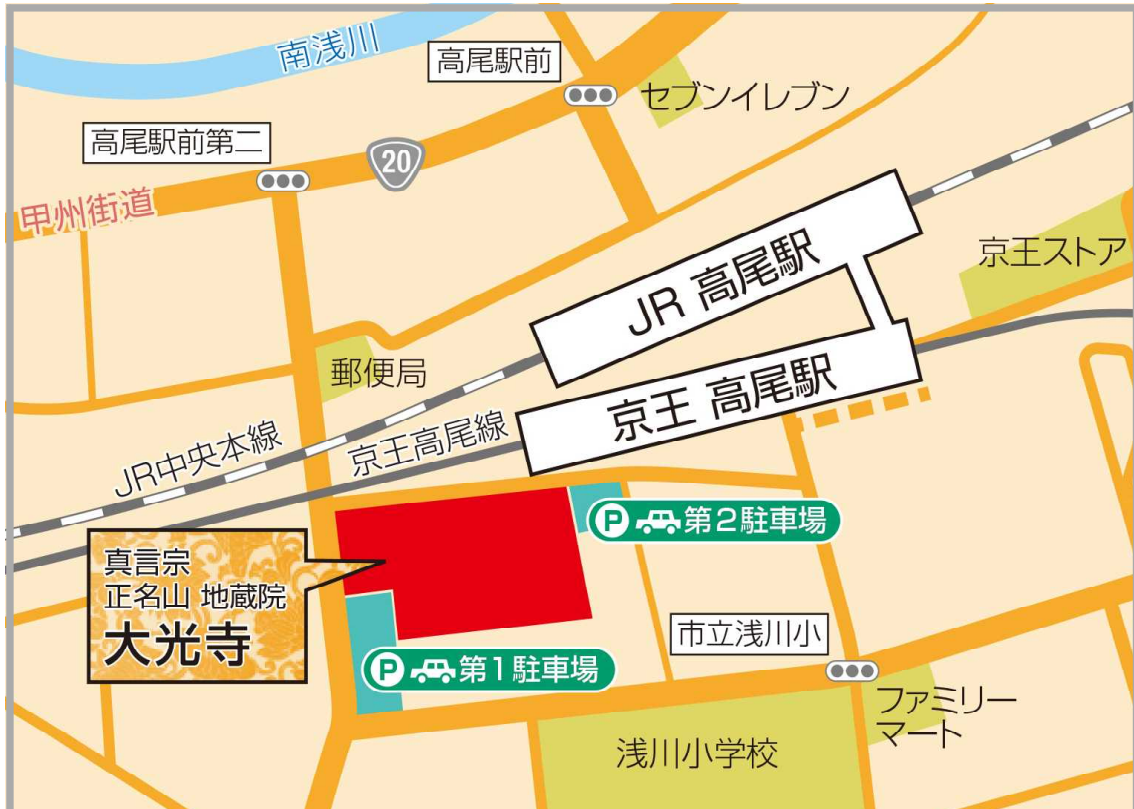 南浅川
高尾駅前
セブンイレブン
高尾駅前第二
20
甲州街道
京王ストア
JR 高尾駅
郵便局
京王 高尾駅
JR中央本線
京王高尾線
P 第2駐車場
真言宗
正名山 地蔵院
大光寺
市立浅川小
P 第1駐車場
ファミリー
マート
浅川小学校